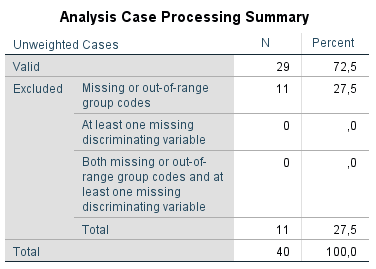 Analysis Case Processing Summary
Unweighted Cases N Percent
Valid 29 72,5
Excluded Missing or out-of-range 11 27,5
group codes
At least one missing 0 ,0
discriminating variable
Both missing or out-of- 0 ,0
range group codes and at
least one missing
discriminating variable
Total 11 27,5
Total 40 100,0